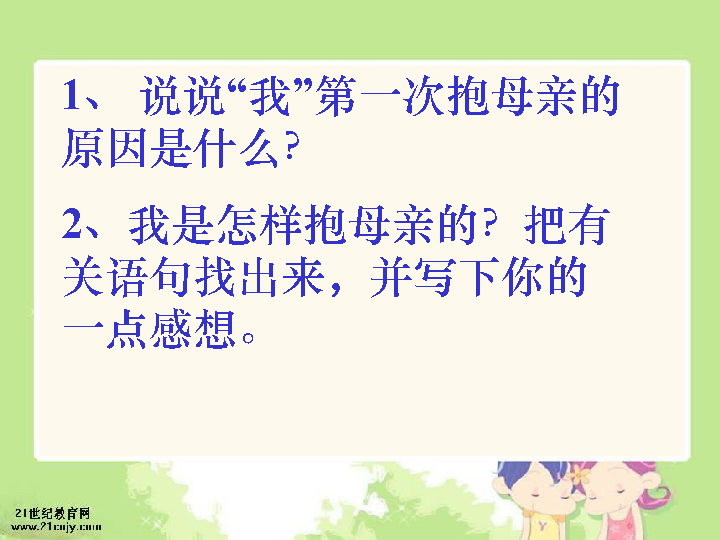 1、 说说“我”第一次抱母亲的
原因是什么?
2、我是怎样抱母亲的？把有
关语句找出来，并写下你的
一点感想。
21世纪教育网
www.21cnjy.com
Y